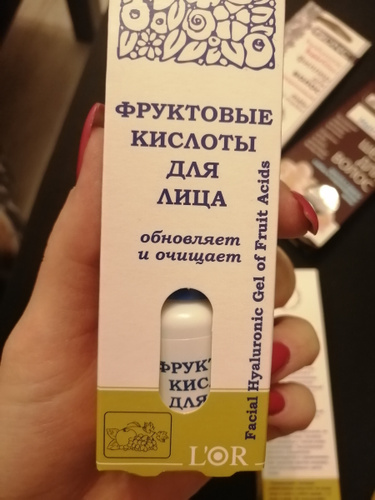 ФРУКТОВЫЕ
КИСЛОТЫ
ДЛЯ
ЛИЦА
обновляет
и очищает
Facial Hyaluronic Gel of Fruit Acids
ФРУКТ
КИС
ДЛЯ
L'OR